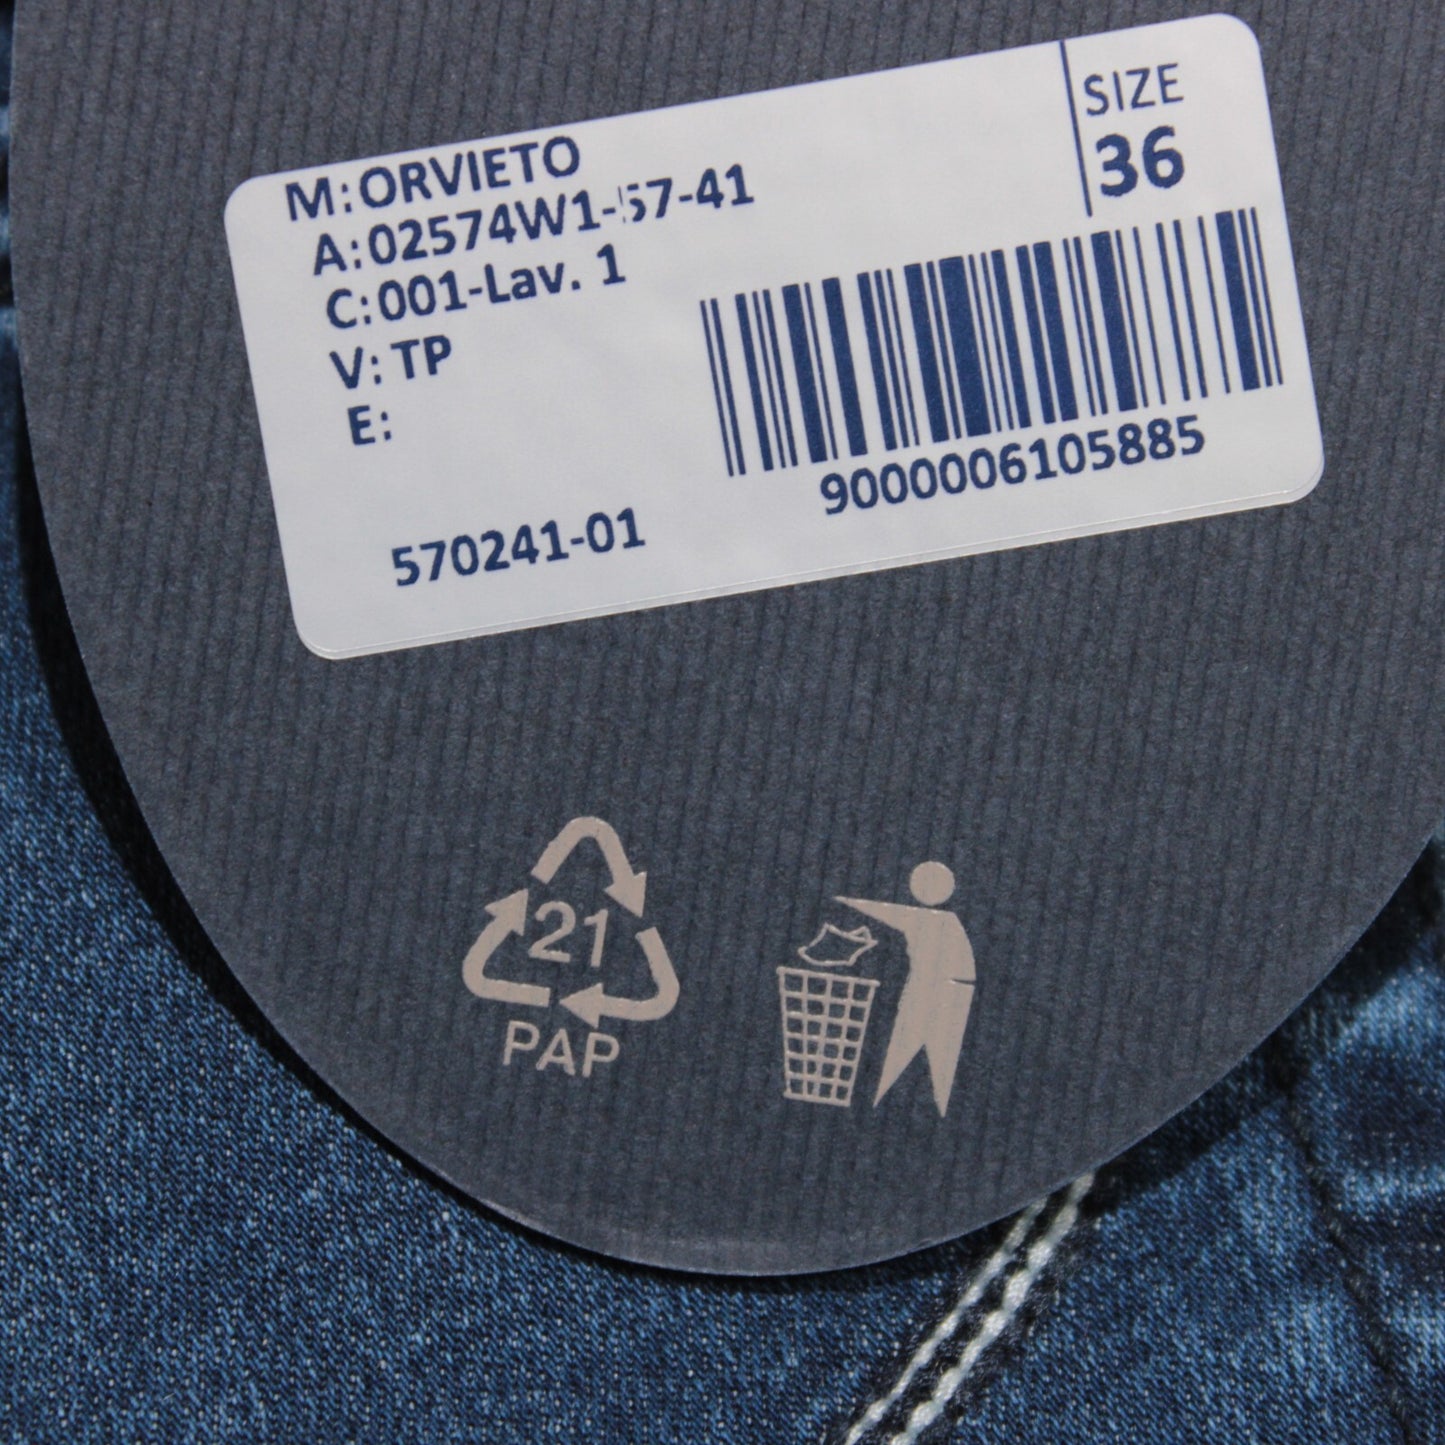 M:ORVIETO
A:02574W1-57-41
C:001-Lav. 1
V: TP
E:
570241-01
SIZE
36
9000006105885
21
PAP